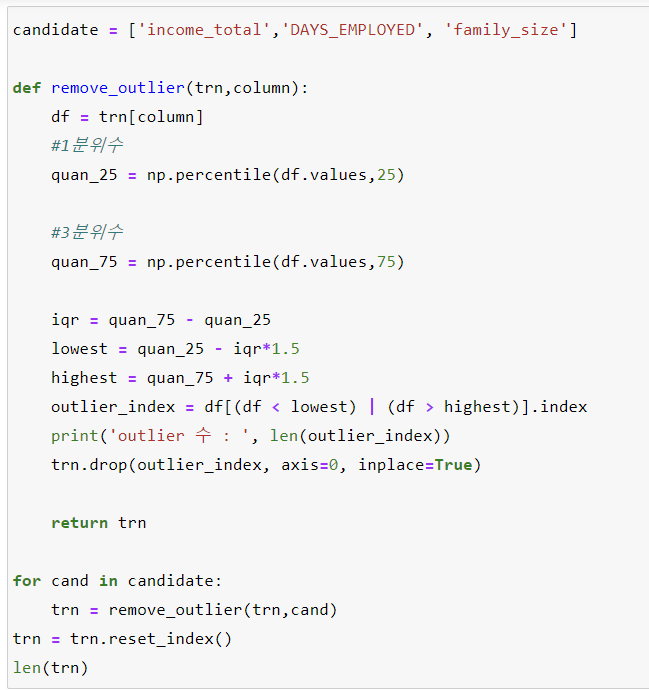 candidate = ['income_total','DAYS_EMPLOYED', 'family_size']
def remove_outlier(trn,column):
    df = trn[column]
    #1분위수
    quan_25 = np.percentile(df.values,25)
    #3분위수
    quan_75 = np.percentile(df.values,75)
    iqr = quan_75 - quan_25
    lowest = quan_25 - iqr*1.5
    highest = quan_75 + iqr*1.5
    outlier_index = df[(df < lowest) | (df > highest)].index
    print('outlier 수 : ', len(outlier_index))
    trn.drop(outlier_index, axis=0, inplace=True)
    return trn
for cand in candidate:
    trn = remove_outlier(trn,cand)
trn = trn.reset_index()
len(trn)